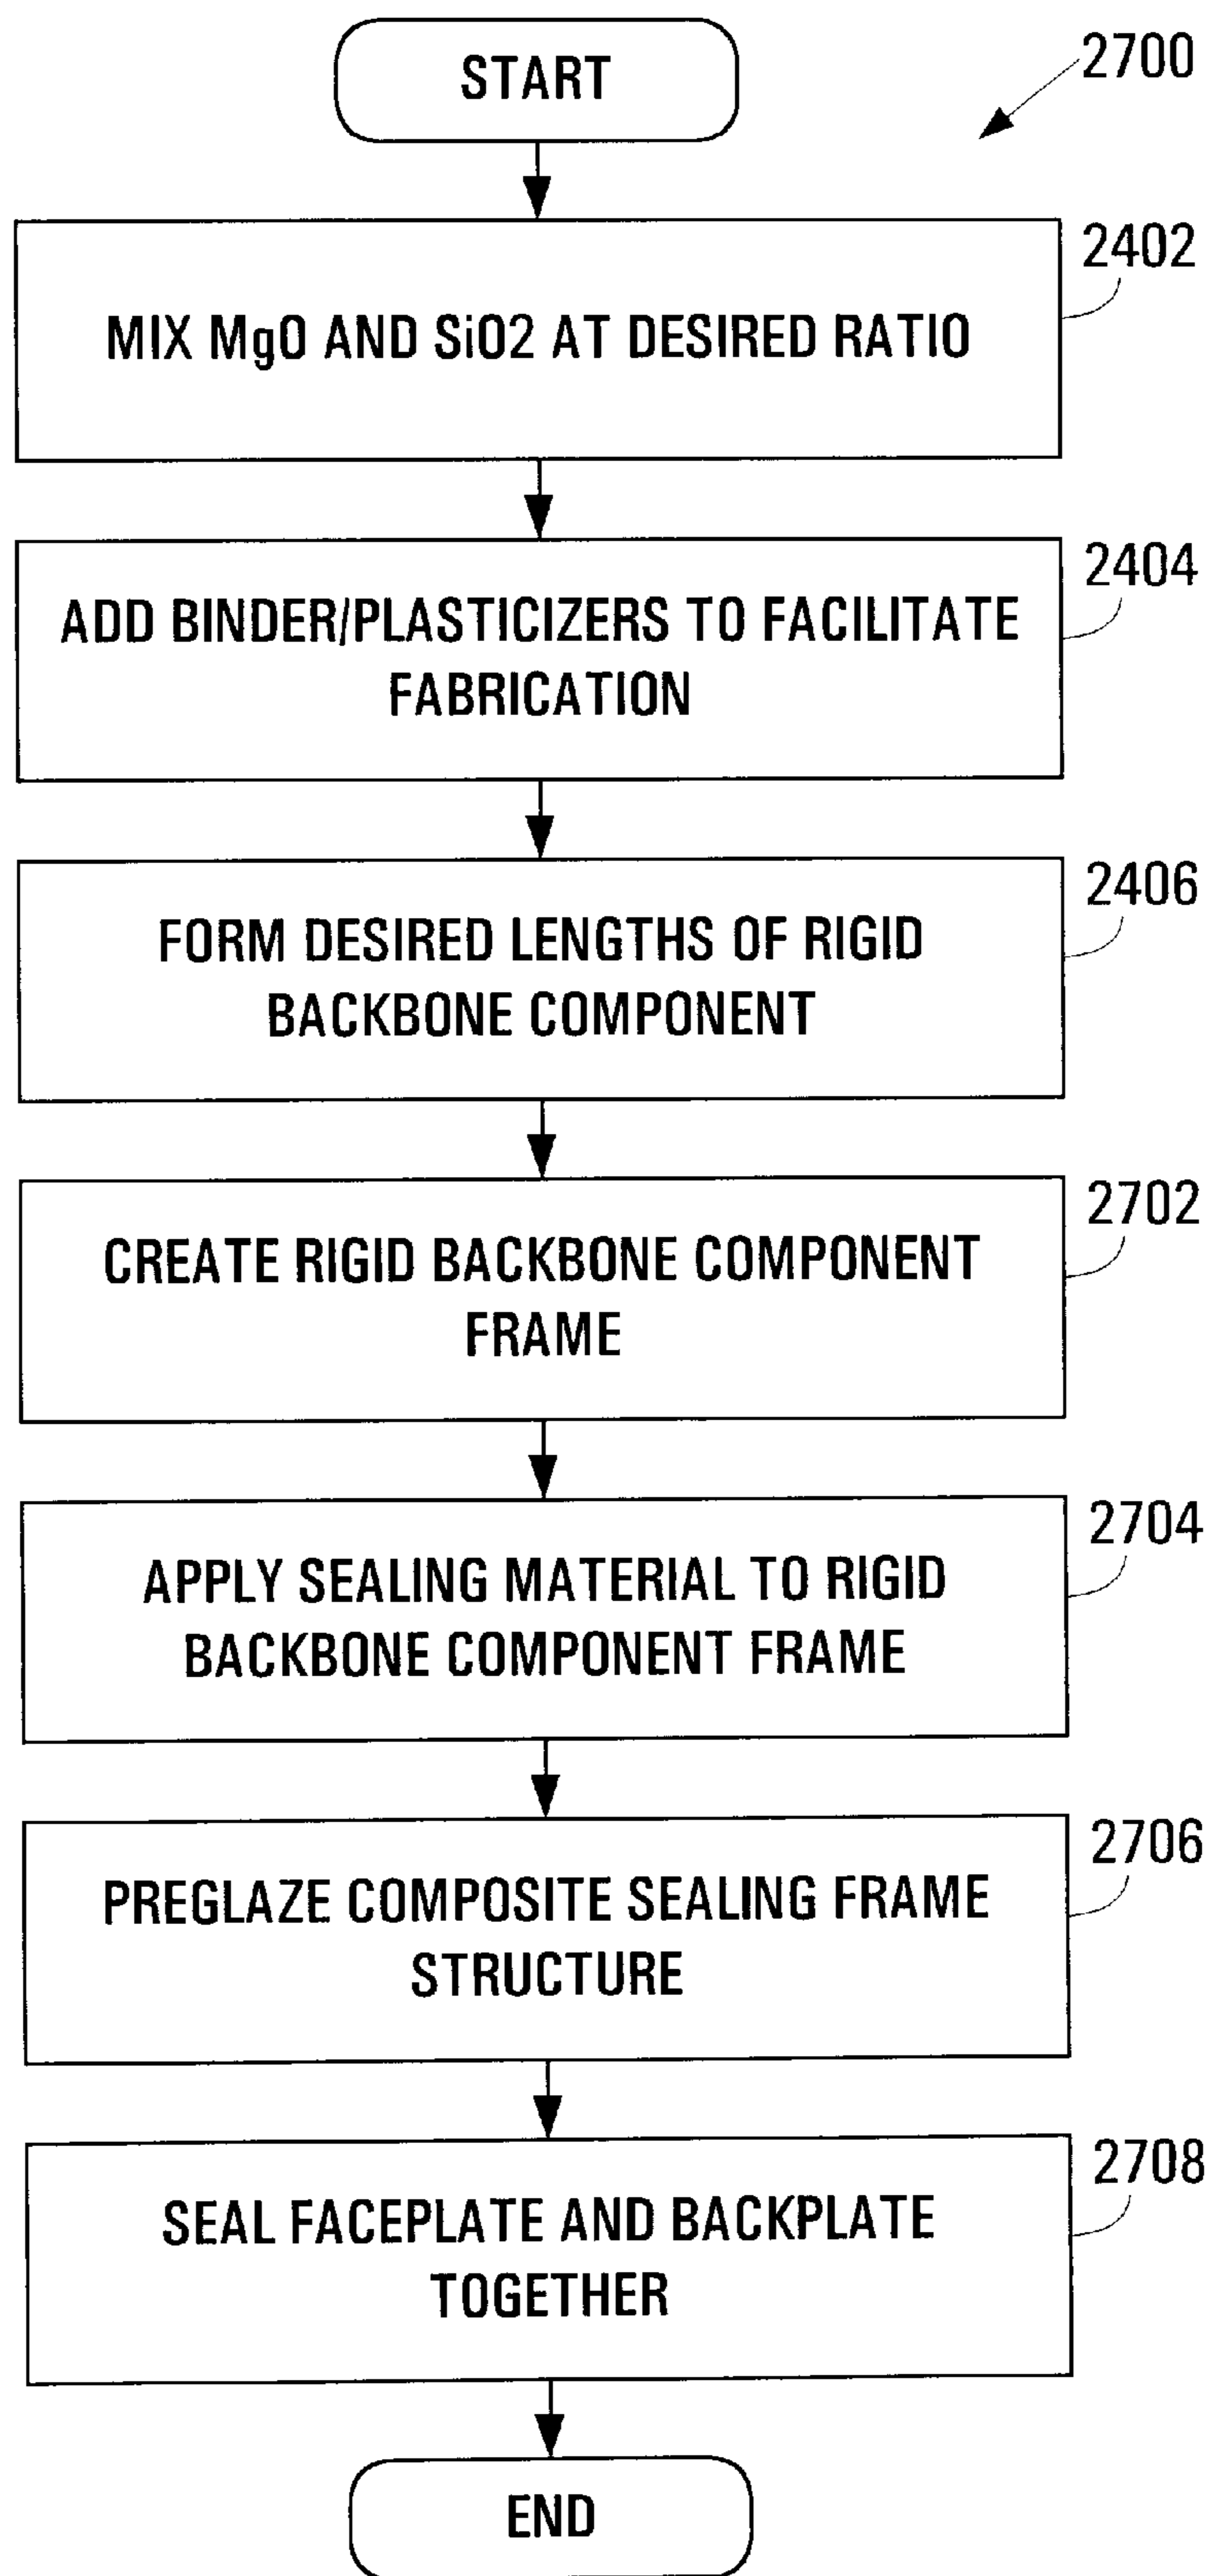 START
2700
2402
MIX MgO AND SiO2 AT DESIRED RATIO
2404
ADD BINDER/PLASTICIZERS TO FACILITATE
FABRICATION
2406
FORM DESIRED LENGTHS OF RIGID
BACKBONE COMPONENT
2702
CREATE RIGID BACKBONE COMPONENT
FRAME
2704
APPLY SEALING MATERIAL TO RIGID
BACKBONE COMPONENT FRAME
2706
PREGLAZE COMPOSITE SEALING FRAME
STRUCTURE
2708
SEAL FACEPLATE AND BACKPLATE
TOGETHER
END